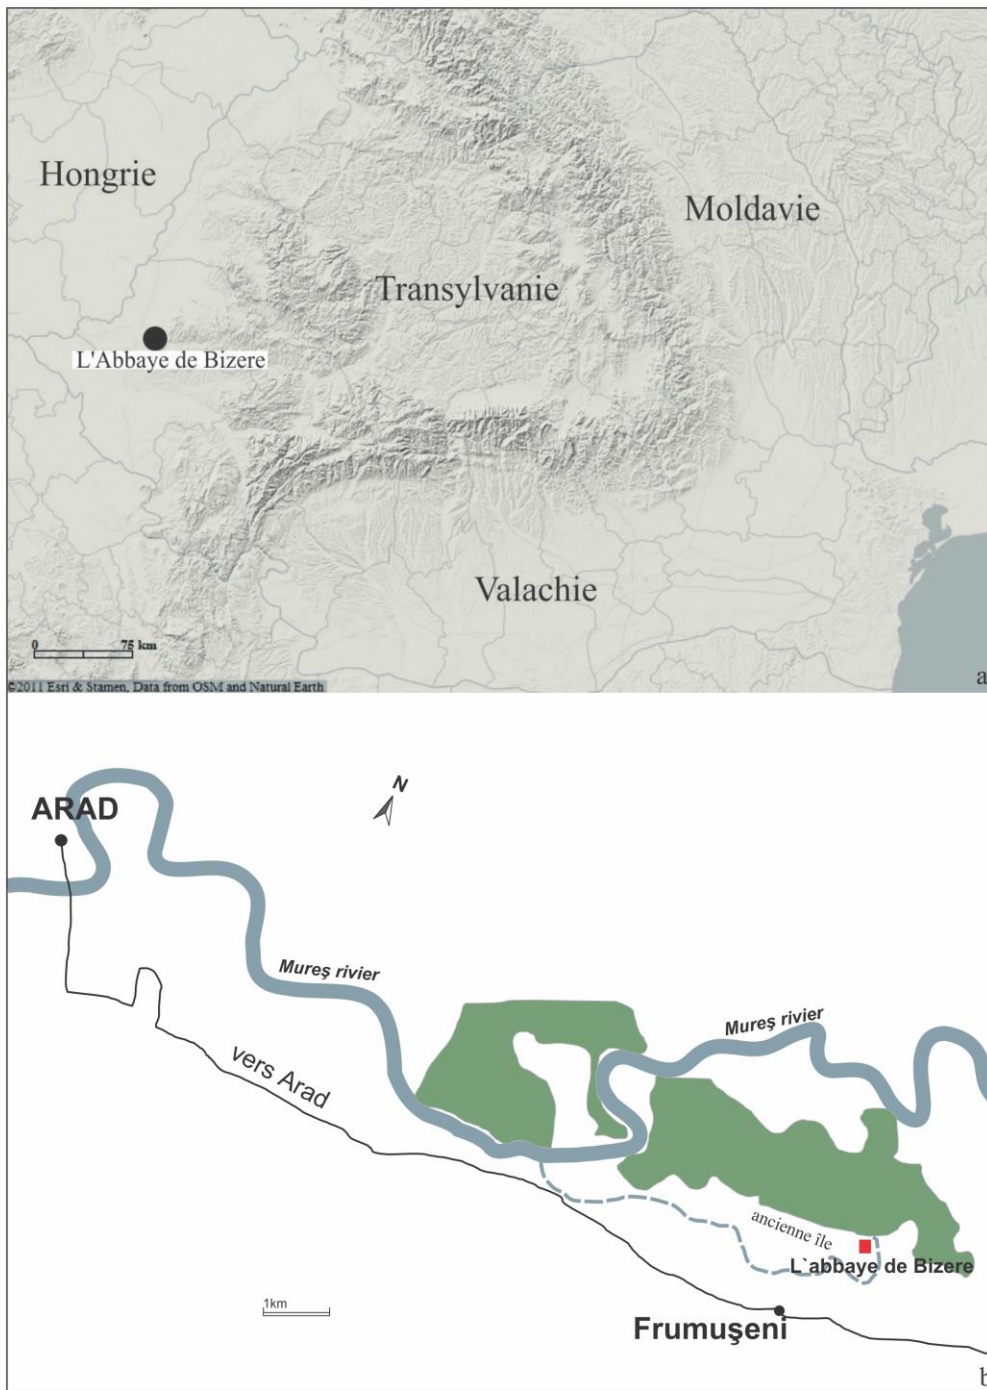 Hongrie
Moldavie
Transylvanie
L'Abbaye de Bizere
Valachie
0 75 km
©2011 Esri & Stamen, Data from OSM and Natural Earth
a
N
ARAD
Mureş rivier
Mureş rivier
vers Arad
ancienne île
L`abbaye de Bizere
1km
Frumuşeni
b